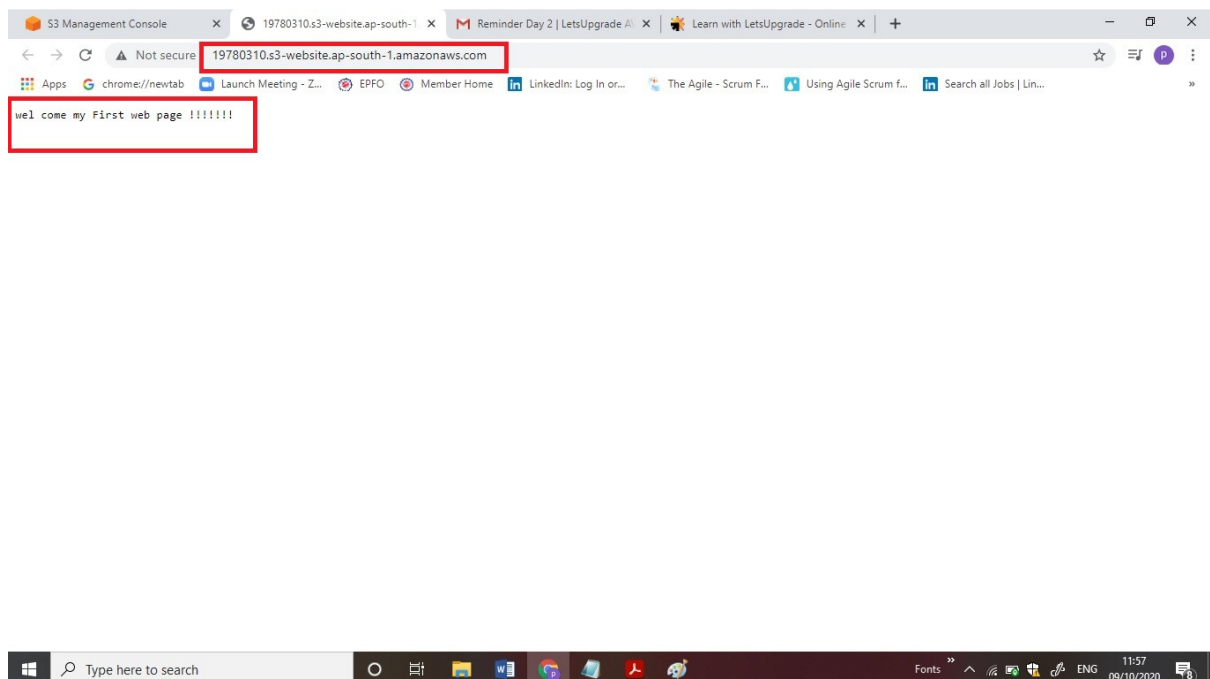 S3 Management Console
19780310.s3-website.ap-south-1
Reminder Day 2 | LetsUpgrade A
Learn with LetsUpgrade - Online
Not secure
19780310.s3-website.ap-south-1.amazonaws.com
P
Apps
chrome://newtab
Launch Meeting - Z...
EPFO
Member Home
LinkedIn: Log In or...
The Agile - Scrum F...
Using Agile Scrum f...
Search all Jobs | Lin...
»
wel come my First web page !!!!!!!
Type here to search
Fonts
»
ENG
11:57
09/10/2020
8